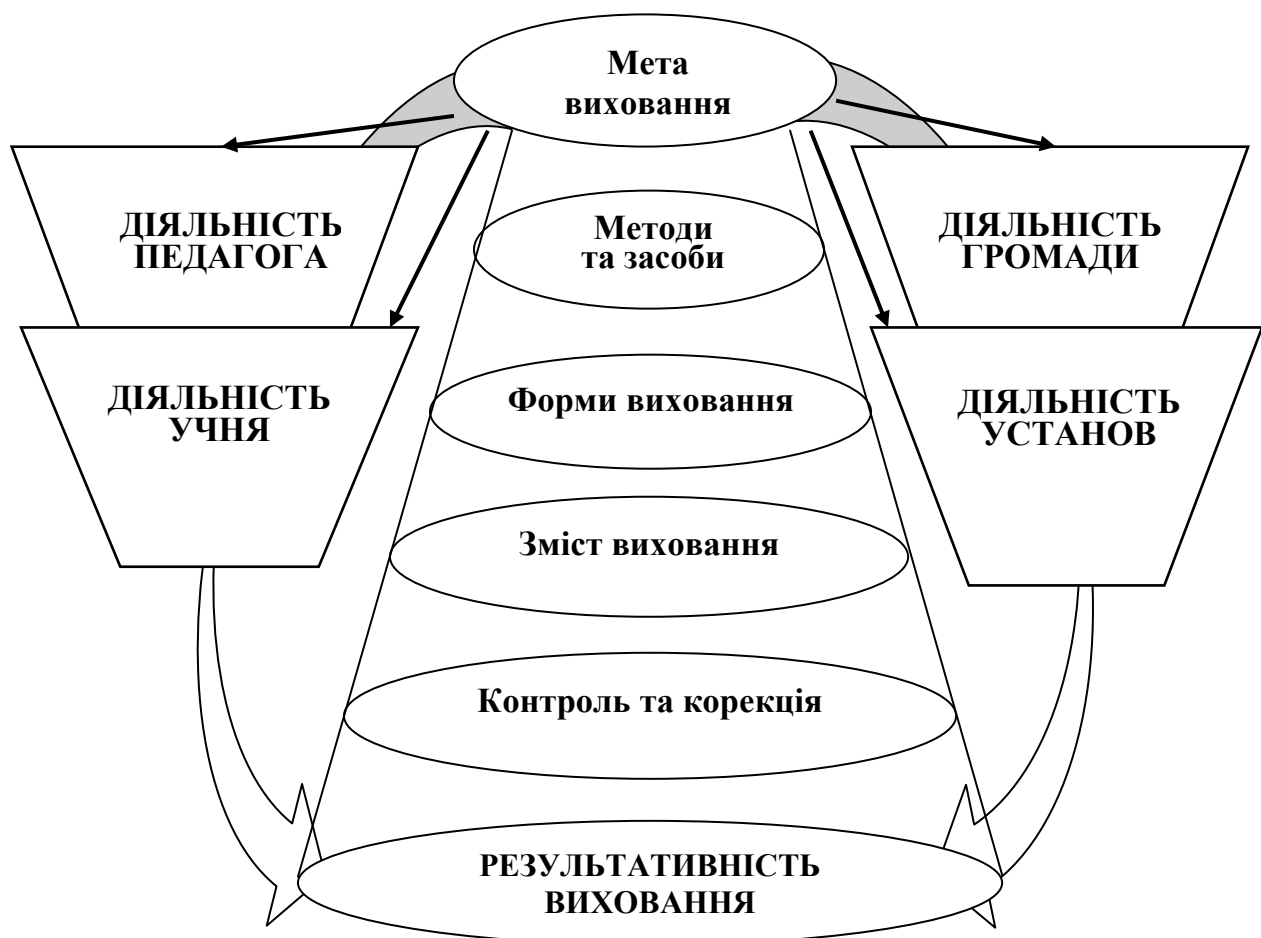 Мета
виховання
ДІЯЛЬНІСТЬ
ПЕДАГОГА
Методи
та засоби
ДІЯЛЬНІСТЬ
ГРОМАДИ
ДІЯЛЬНІСТЬ
УЧНЯ
Форми виховання
ДІЯЛЬНІСТЬ
УСТАНОВ
Зміст виховання
Контроль та корекція
РЕЗУЛЬТАТИВНІСТЬ
ВИХОВАННЯ